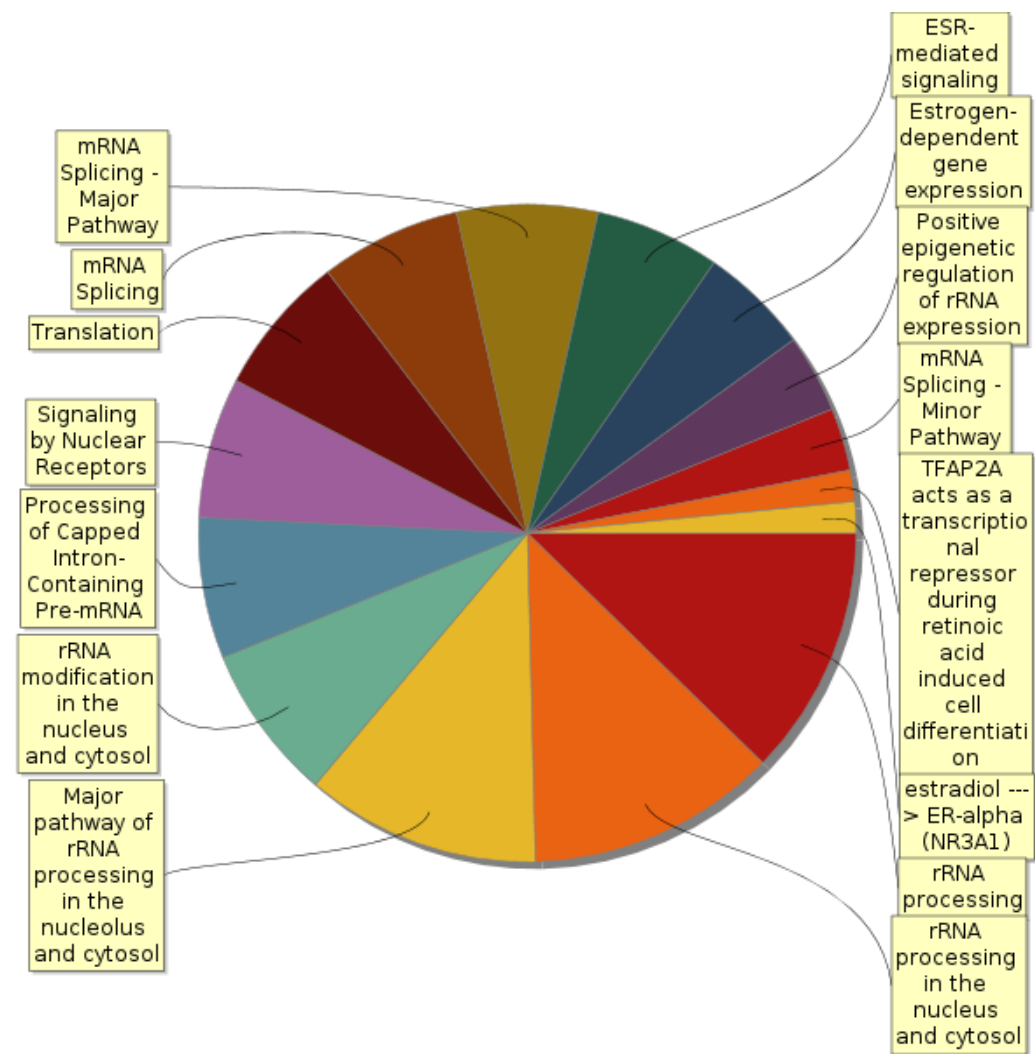 ESR-
mediated
signaling
Estrogen-
dependent
gene
expression
Positive
epigenetic
regulation
of rRNA
expression
mRNA
Splicing -
Minor
Pathway
TFAP2A
acts as a
transcriptio
nal
repressor
during
retinoic
acid
induced
cell
differentiati
on
estradiol ---
> ER-alpha
(NR3A1)
rRNA
processing
rRNA
processing
in the
nucleus
and cytosol
mRNA
Splicing -
Major
Pathway
mRNA
Splicing
Translation
Signaling
by Nuclear
Receptors
Processing
of Capped
Intron-
Containing
Pre-mRNA
rRNA
modification
in the
nucleus
and cytosol
Major
pathway of
rRNA
processing
in the
nucleolus
and cytosol